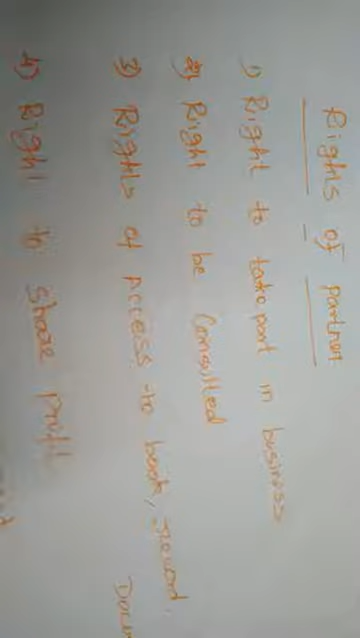 Rights of partner
1) Right to take part in business
2) Right to be Consulted
3) Rights of Access to book,
4) Right to share Profit